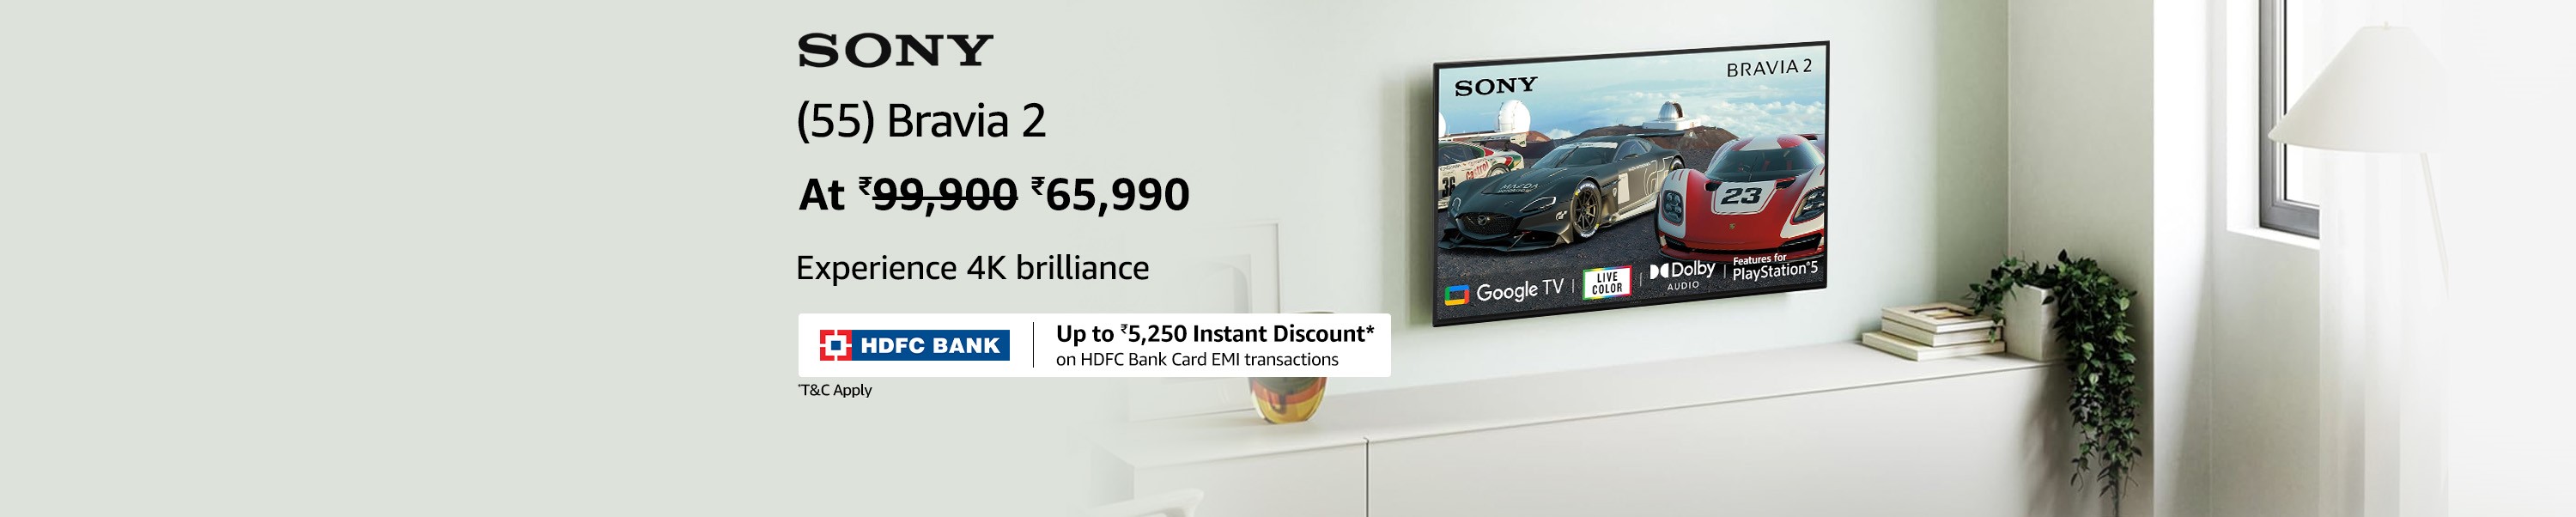 SONY
(55) Bravia 2
At ₹99,900 ₹65,990
Experience 4K brilliance
HDFC BANK
Up to ₹5,250 Instant Discount*
on HDFC Bank Card EMI transactions
*T&C Apply
SONY
BRAVIA 2
36
MAZDA
23
Google TV
LIVE
COLOR
Dolby
AUDIO
Features for
PlayStation®5